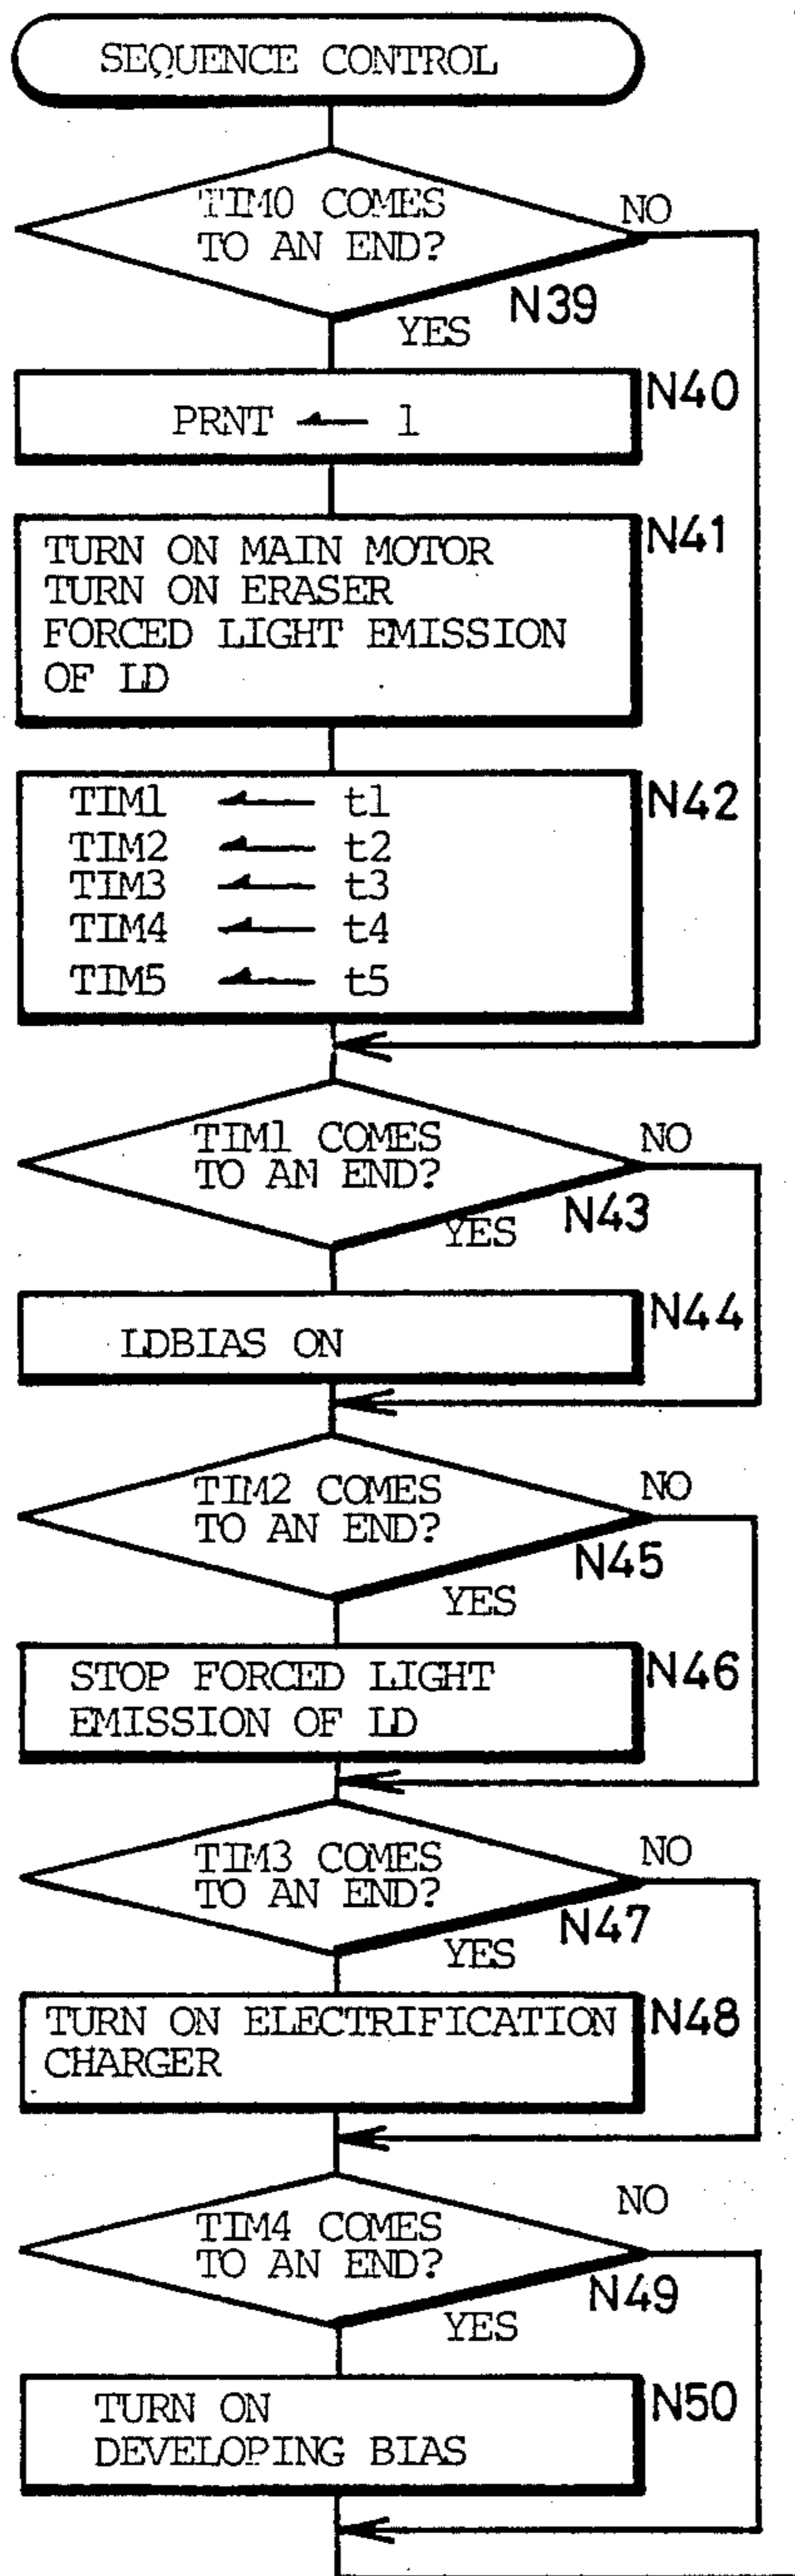 SEQUENCE CONTROL
TIM0 COMES
TO AN END?
NO
N39
YES
N40
PRNT ← 1
N41
TURN ON MAIN MOTOR
TURN ON ERASER
FORCED LIGHT EMISSION
OF LD
N42
TIM1 ← t1
TIM2 ← t2
TIM3 ← t3
TIM4 ← t4
TIM5 ← t5
TIM1 COMES
TO AN END?
NO
N43
YES
N44
LDBIAS ON
TIM2 COMES
TO AN END?
NO
N45
YES
N46
STOP FORCED LIGHT
EMISSION OF LD
TIM3 COMES
TO AN END?
NO
N47
YES
N48
TURN ON ELECTRIFICATION
CHARGER
TIM4 COMES
TO AN END?
NO
N49
YES
N50
TURN ON
DEVELOPING BIAS